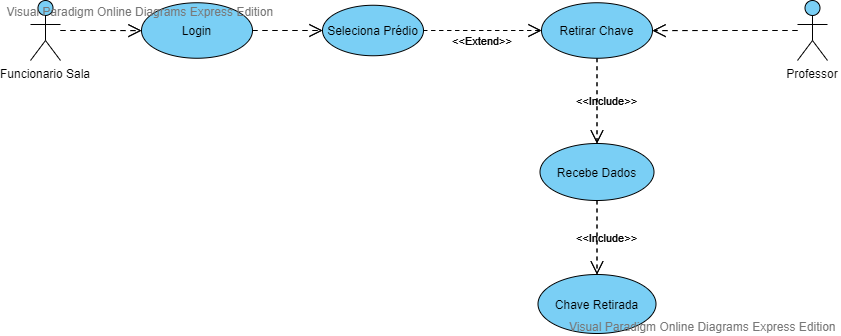 Visual Paradigm Online Diagrams Express Edition
Login
Seleciona Prédio
<<Extend>>
Retirar Chave
Funcionario Sala
Professor
<<Include>>
Recebe Dados
<<Include>>
Chave Retirada
Visual Paradigm Online Diagrams Express Edition